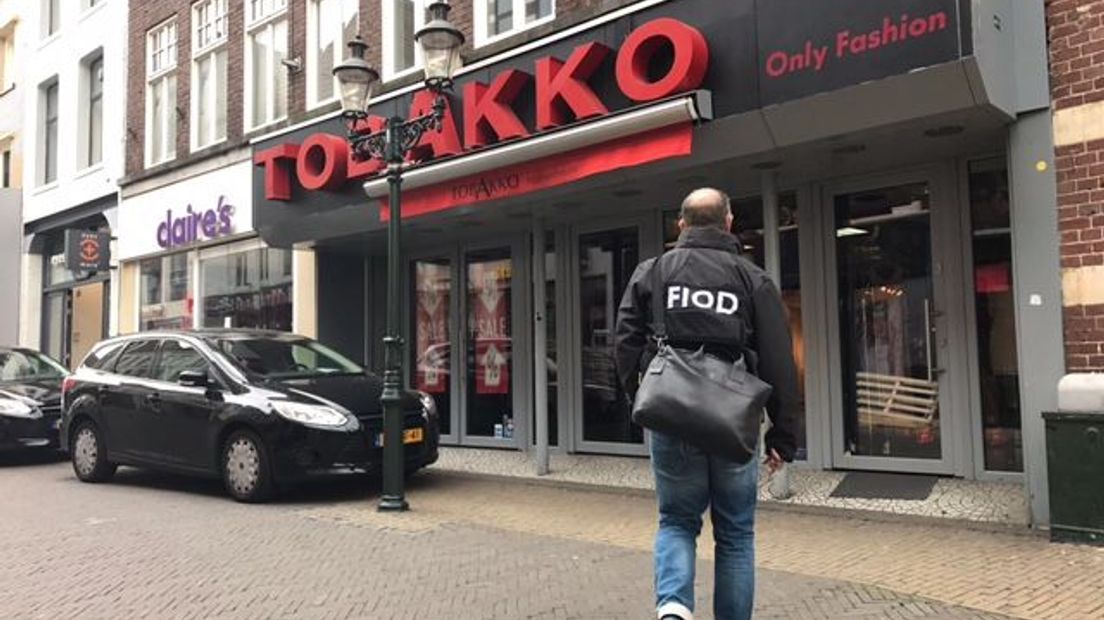 TOBAKKO
Only Fashion
TOBAKKO
claire's
SALE
SALE
FIOD